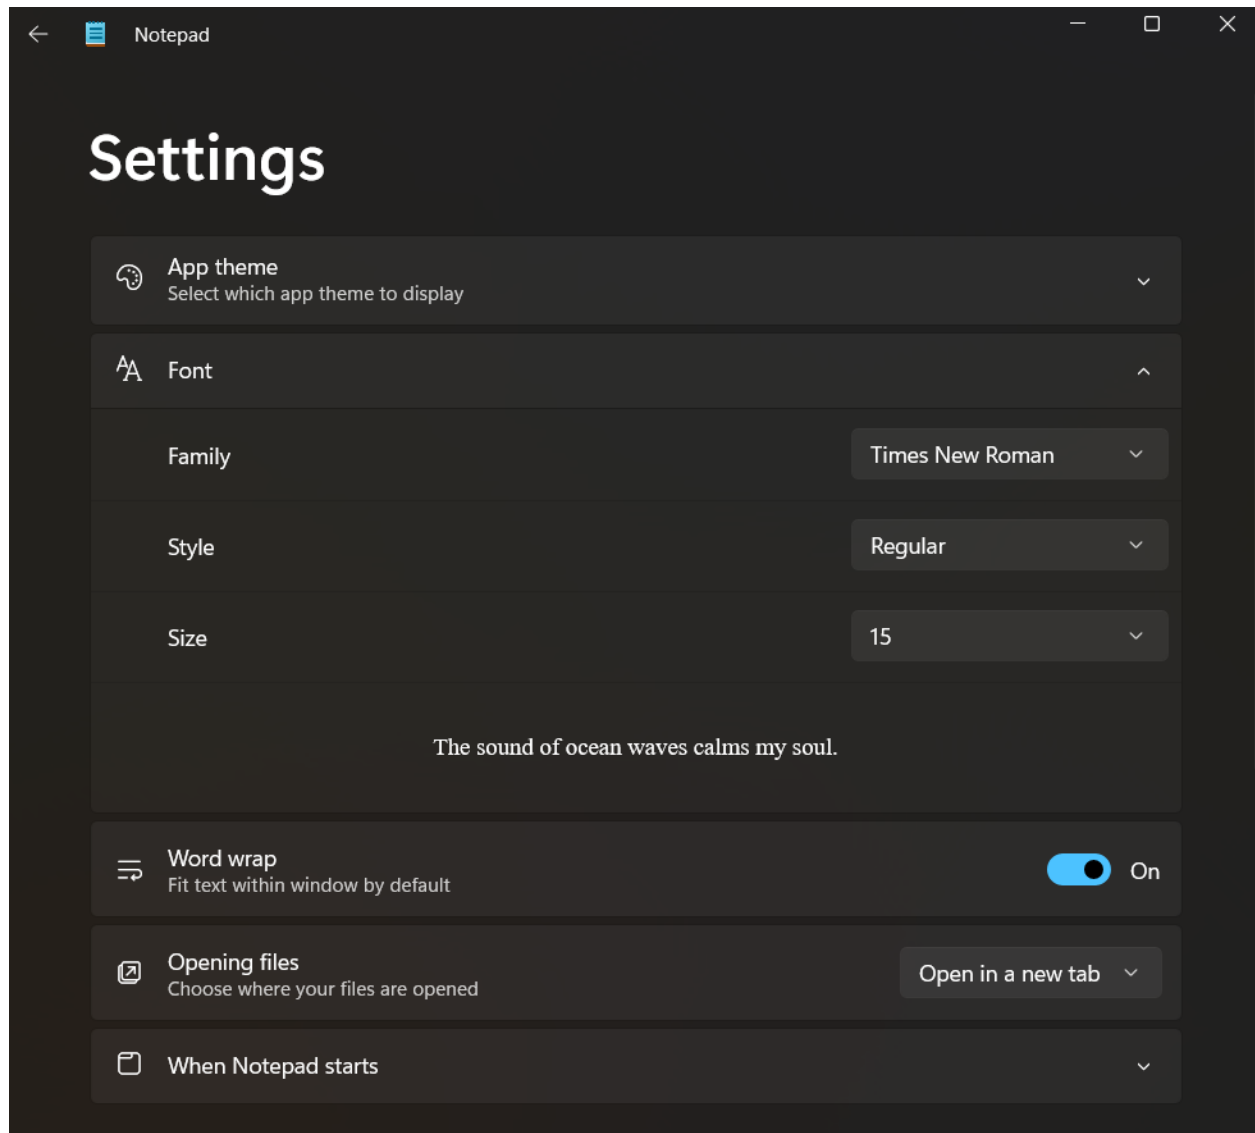 Notepad
Settings
App theme
Select which app theme to display
Font
Family
Times New Roman
Style
Regular
Size
15
The sound of ocean waves calms my soul.
Word wrap
Fit text within window by default
On
Opening files
Choose where your files are opened
Open in a new tab
When Notepad starts